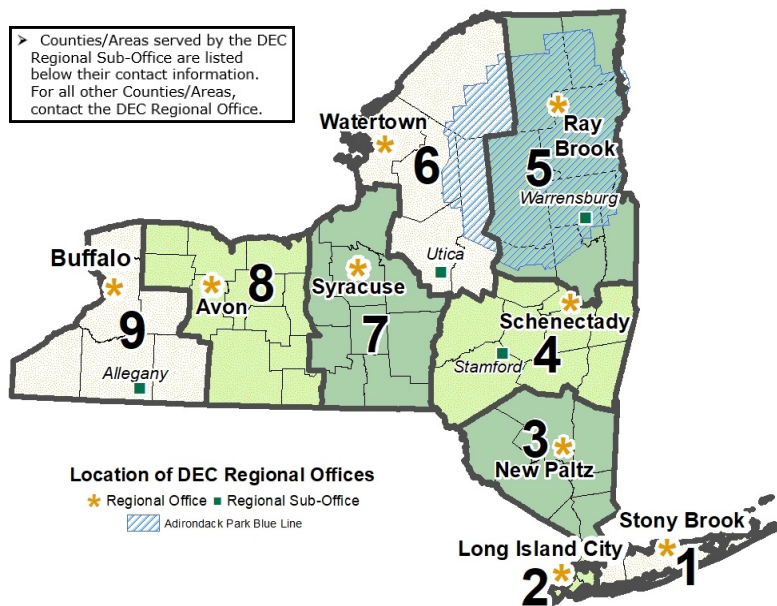 ➤ Counties/Areas served by the DEC
Regional Sub-Office are listed
below their contact information.
For all other Counties/Areas,
contact the DEC Regional Office.
Watertown
6
Ray
Brook
5
Warrensburg
Buffalo
9
Allegany
8
Avon
Syracuse
7
Utica
Schenectady
4
Stamford
3
New Paltz
Location of DEC Regional Offices
Regional Office
Regional Sub-Office
Adirondack Park Blue Line
Stony Brook
1
Long Island City
2